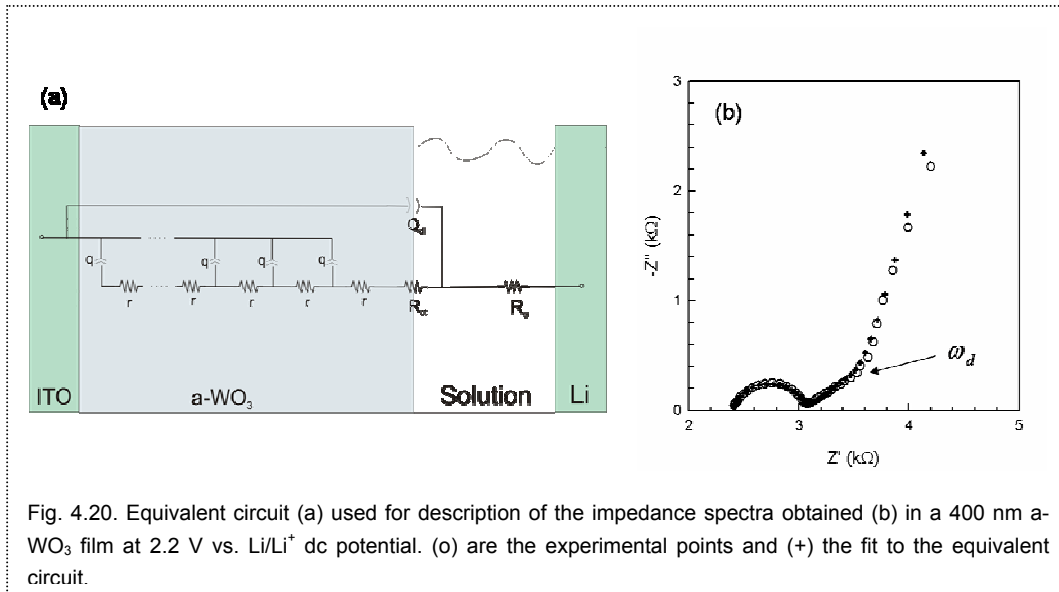 (a)
Q_dl
q q q q
r r r r r
R_ct R_s
ITO a-WO₃ Solution Li
(b)
3
2
1
0
2 3 4 5
-Z'' (kΩ)
Z' (kΩ)
ω_d
Fig. 4.20. Equivalent circuit (a) used for description of the impedance spectra obtained (b) in a 400 nm a-
WO₃ film at 2.2 V vs. Li/Li⁺ dc potential. (o) are the experimental points and (+) the fit to the equivalent
circuit.